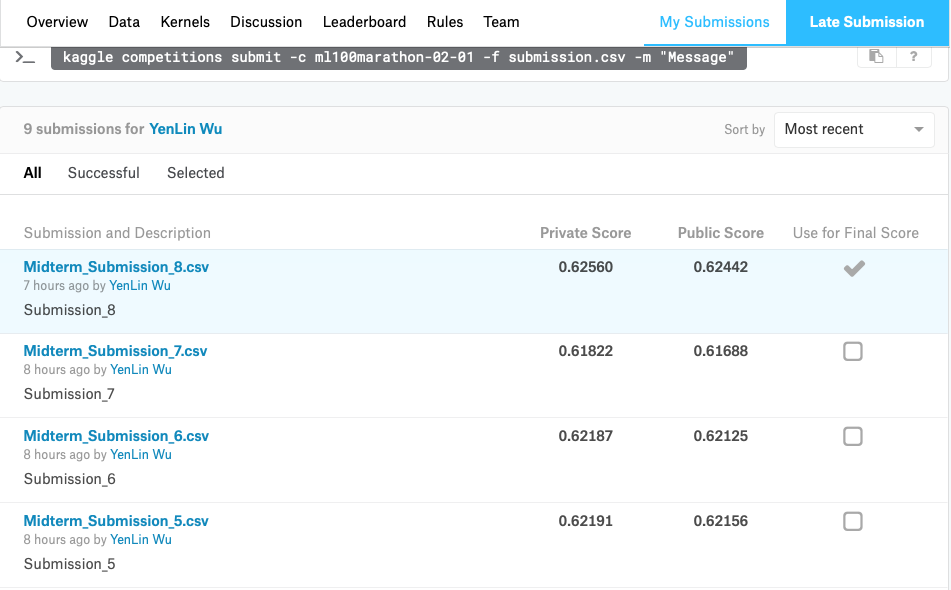 Overview Data Kernels Discussion Leaderboard Rules Team My Submissions Late Submission
>_ kaggle competitions submit -c ml100marathon-02-01 -f submission.csv -m "Message" ?
9 submissions for YenLin Wu Sort by Most recent
All Successful Selected
Submission and Description Private Score Public Score Use for Final Score
Midterm_Submission_8.csv 0.62560 0.62442
7 hours ago by YenLin Wu
Submission_8
Midterm_Submission_7.csv 0.61822 0.61688
8 hours ago by YenLin Wu
Submission_7
Midterm_Submission_6.csv 0.62187 0.62125
8 hours ago by YenLin Wu
Submission_6
Midterm_Submission_5.csv 0.62191 0.62156
8 hours ago by YenLin Wu
Submission_5